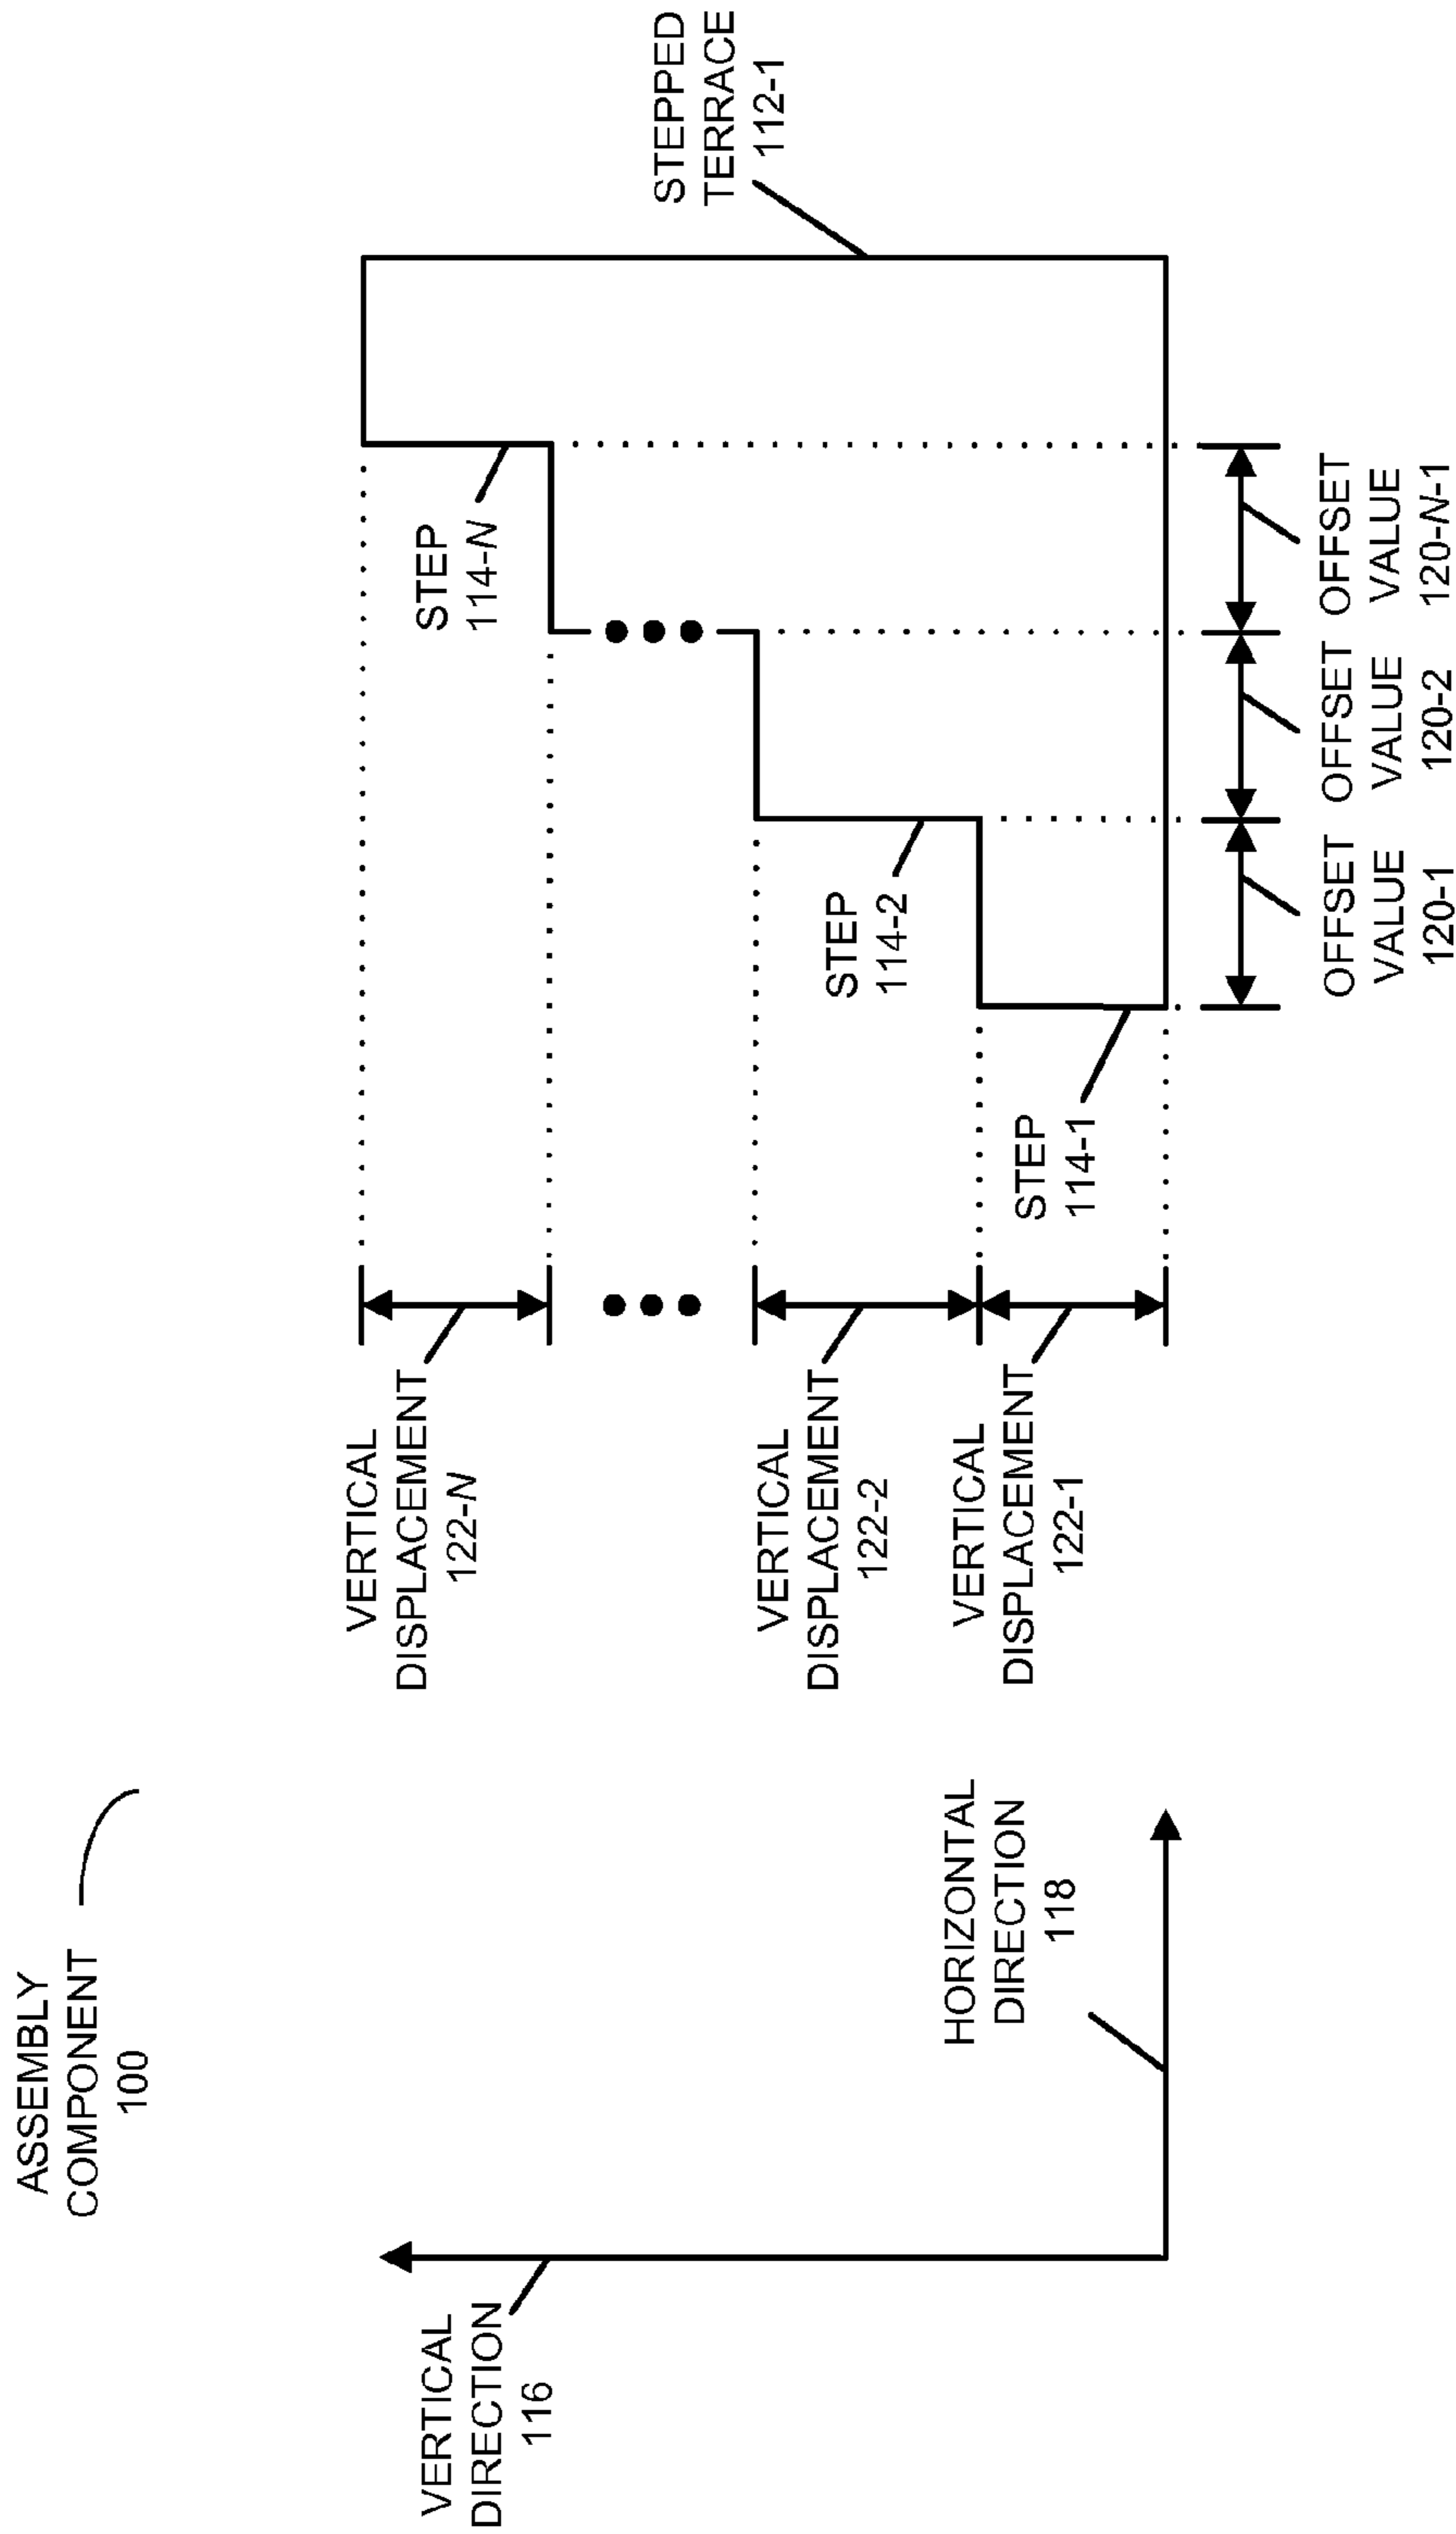 ASSEMBLY
COMPONENT
100
VERTICAL
DIRECTION
116
HORIZONTAL
DIRECTION
118
VERTICAL
DISPLACEMENT
122-N
VERTICAL
DISPLACEMENT
122-2
VERTICAL
DISPLACEMENT
122-1
STEP
114-N
STEP
114-2
STEP
114-1
STEPPED
TERRACE
112-1
OFFSET
VALUE
120-1
OFFSET
VALUE
120-2
OFFSET
VALUE
120-N-1